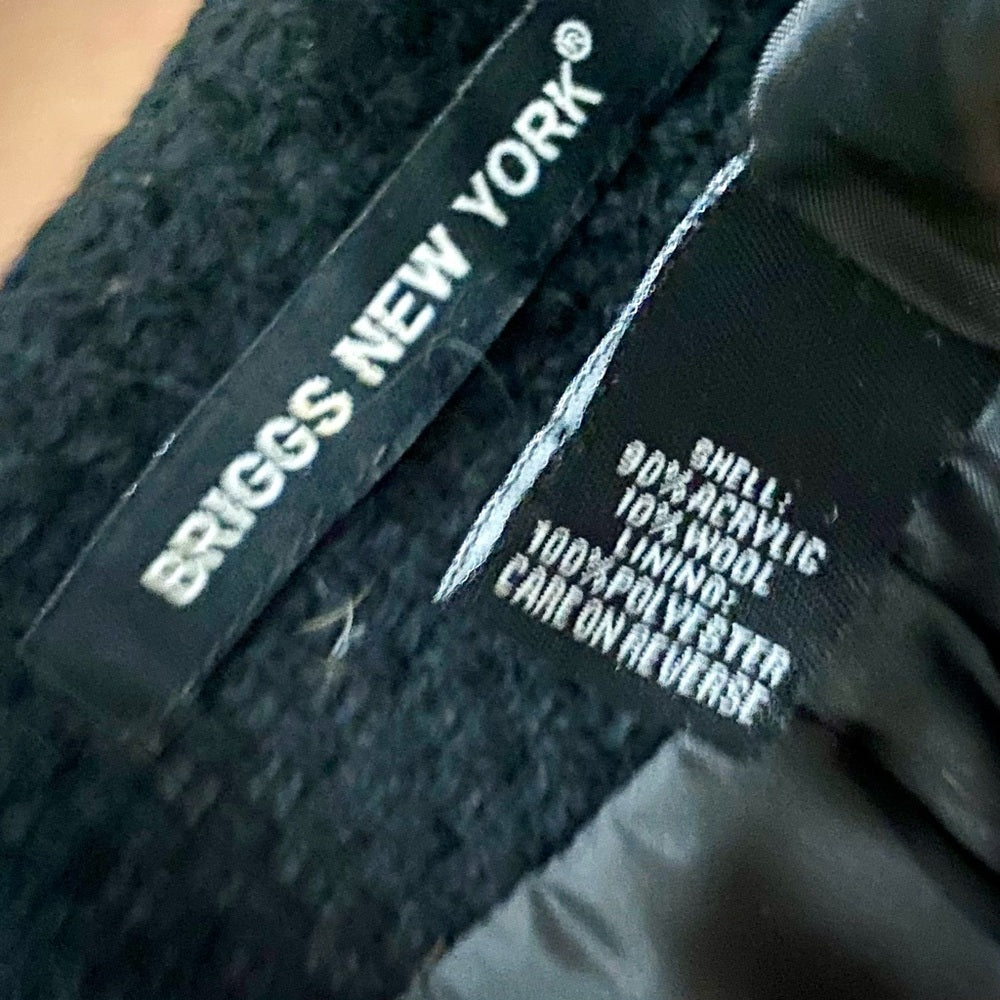 BRIGGS NEW YORK®
SHELL:
90% ACRYLIC
10% WOOL
LINING:
100% POLYESTER
CARE ON REVERSE